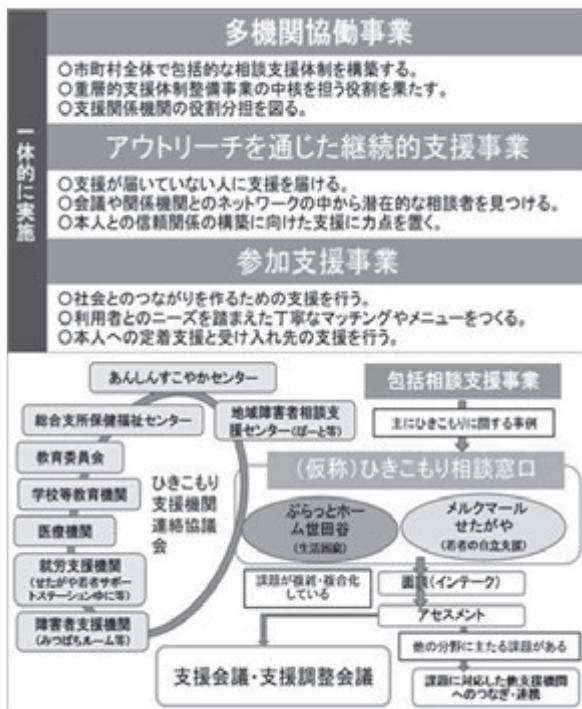 多機関協働事業
〇市町村全体で包括的な相談支援体制を構築する。
〇重層的支援体制整備事業の中核を担う役割を果たす。
〇支援関係機関の役割分担を図る。
一体的に実施
アウトリーチを通じた継続的支援事業
〇支援が届いていない人に支援を届ける。
〇会議や関係機関とのネットワークの中から潜在的な相談者を見つける。
〇本人との信頼関係の構築に向けた支援に力点を置く。
参加支援事業
〇社会とのつながりを作るための支援を行う。
〇利用者とのニーズを踏まえた丁寧なマッチングやメニューをつくる。
〇本人への定着支援と受け入れ先の支援を行う。
あんしんすこやかセンター
総合支所保健福祉センター
地域障害者相談支
援センター(ぽーと等)
教育委員会
学校等教育機関
医療機関
就労支援機関
(せたがや若者サポー
トステーションゆに等)
障害者支援機関
(みつばちルーム等)
ひきこもり
支援機関
連絡協議
会
包括相談支援事業
主にひきこもりに関する事例
(仮称)ひきこもり相談窓口
ぷらっとホー
ム世田谷
(生活困窮)
メルクマール
せたがや
(若者の自立支援)
課題が複雑・複合化
している
面談(インテーク)
アセスメント
他の分野に主たる課題がある
支援会議・支援調整会議
課題に対応した他支援機関
へのつなぎ・連携